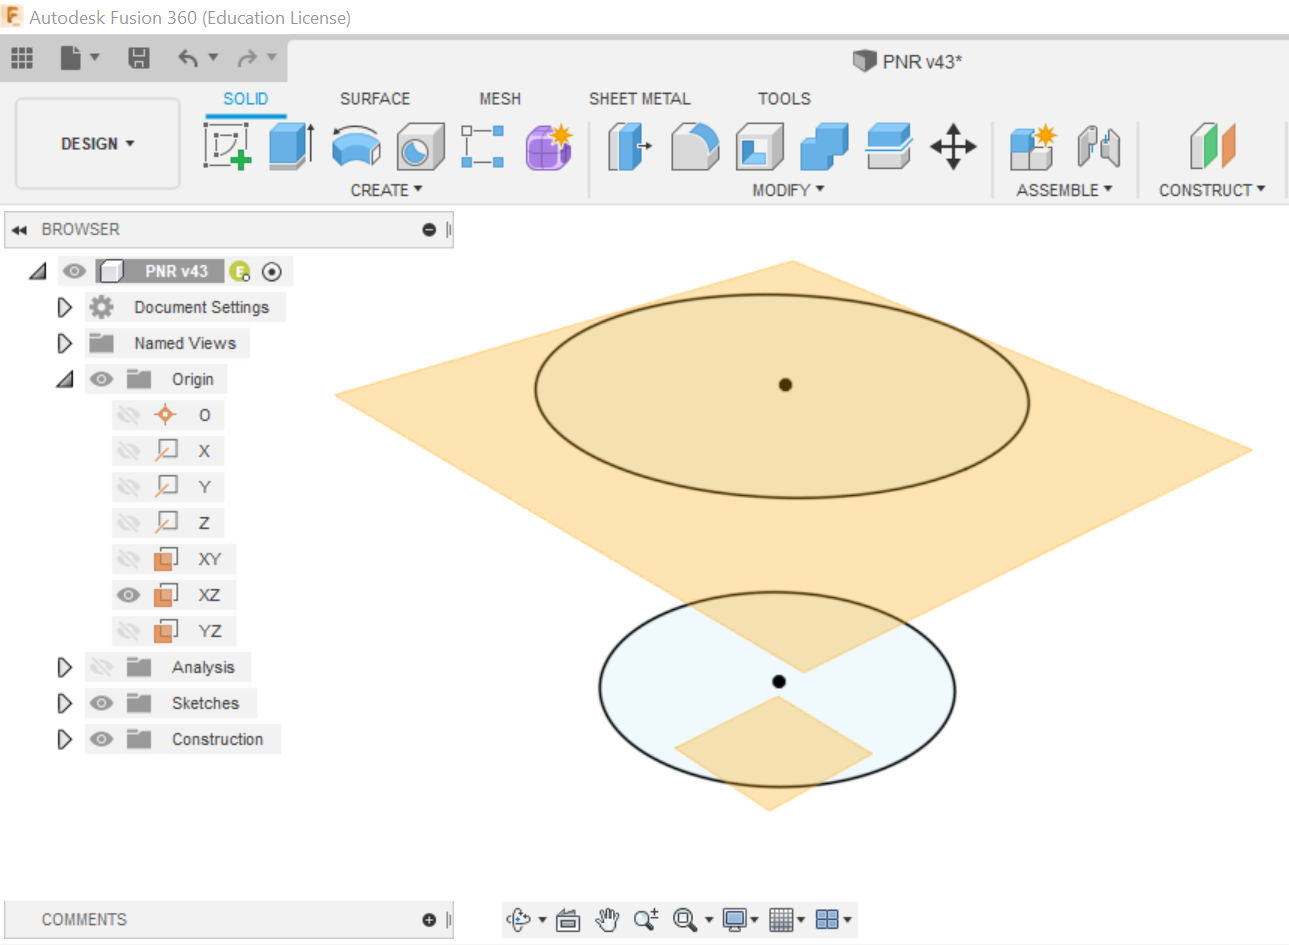 Autodesk Fusion 360 (Education License)
PNR v43*
SOLID SURFACE MESH SHEET METAL TOOLS
DESIGN
CREATE MODIFY ASSEMBLE CONSTRUCT
BROWSER
PNR v43
Document Settings
Named Views
Origin
O
X
Y
Z
XY
XZ
YZ
Analysis
Sketches
Construction
COMMENTS